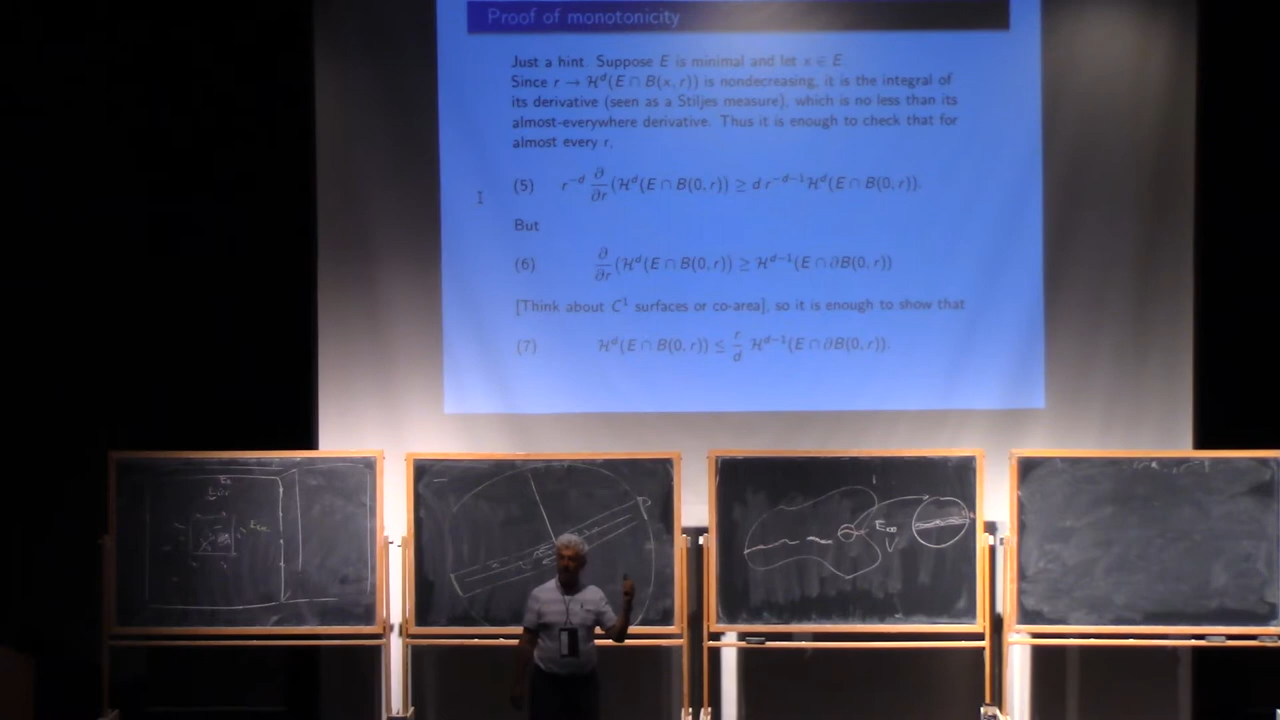 Proof of monotonicity
Just a hint. Suppose E is minimal and let x ∈ E.
Since r → ℋ^d(E ∩ B(x, r)) is nondecreasing, it is the integral of
its derivative (seen as a Stiljes measure), which is no less than its
almost-everywhere derivative. Thus it is enough to check that for
almost every r,
(5) r^{-d} ∂/∂r (ℋ^d(E ∩ B(0, r)) ≥ d r^{-d-1} ℋ^d(E ∩ B(0, r)).
But
(6) ∂/∂r (ℋ^d(E ∩ B(0, r)) ≥ ℋ^{d-1}(E ∩ ∂B(0, r))
[Think about C^1 surfaces or co-area], so it is enough to show that
(7) ℋ^d(E ∩ B(0, r)) ≤ r/d ℋ^{d-1}(E ∩ ∂B(0, r)).
E∞